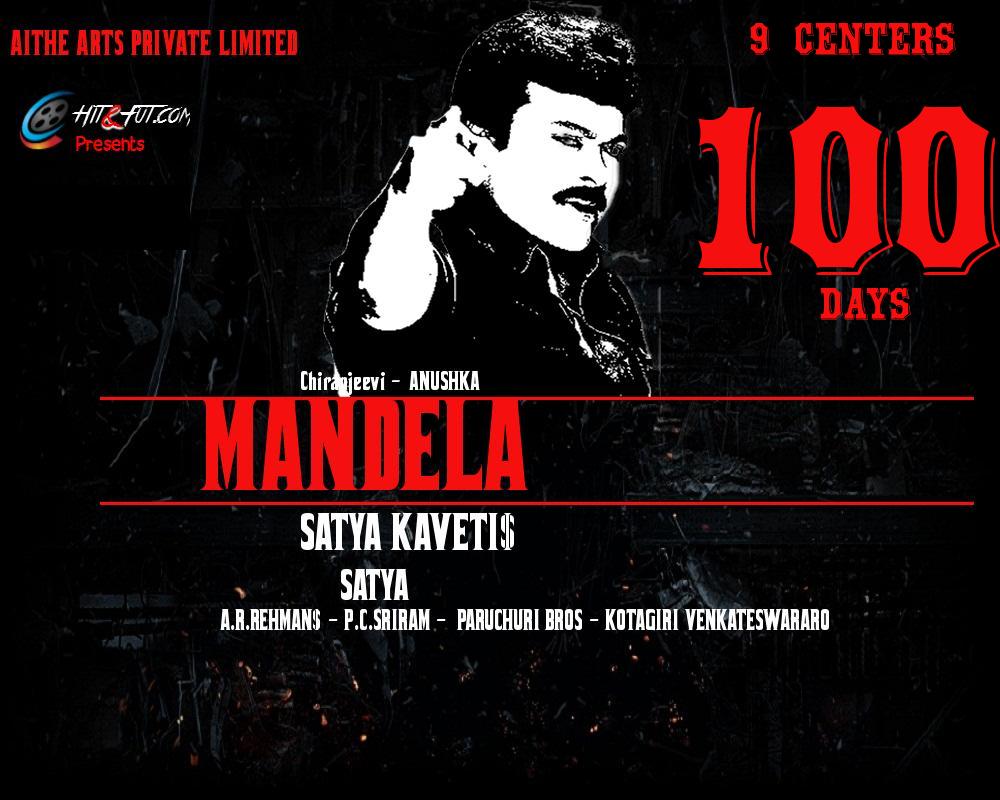 AITHE ARTS PRIVATE LIMITED
9 CENTERS
HIT&FUT.COM
Presents
100
DAYS
Chiranjeevi - ANUSHKA
MANDELA
SATYA KAVETI$
SATYA
A.R.REHMAN$ - P.C.SRIRAM - PARUCHURI BROS - KOTAGIRI VENKATESWARARO